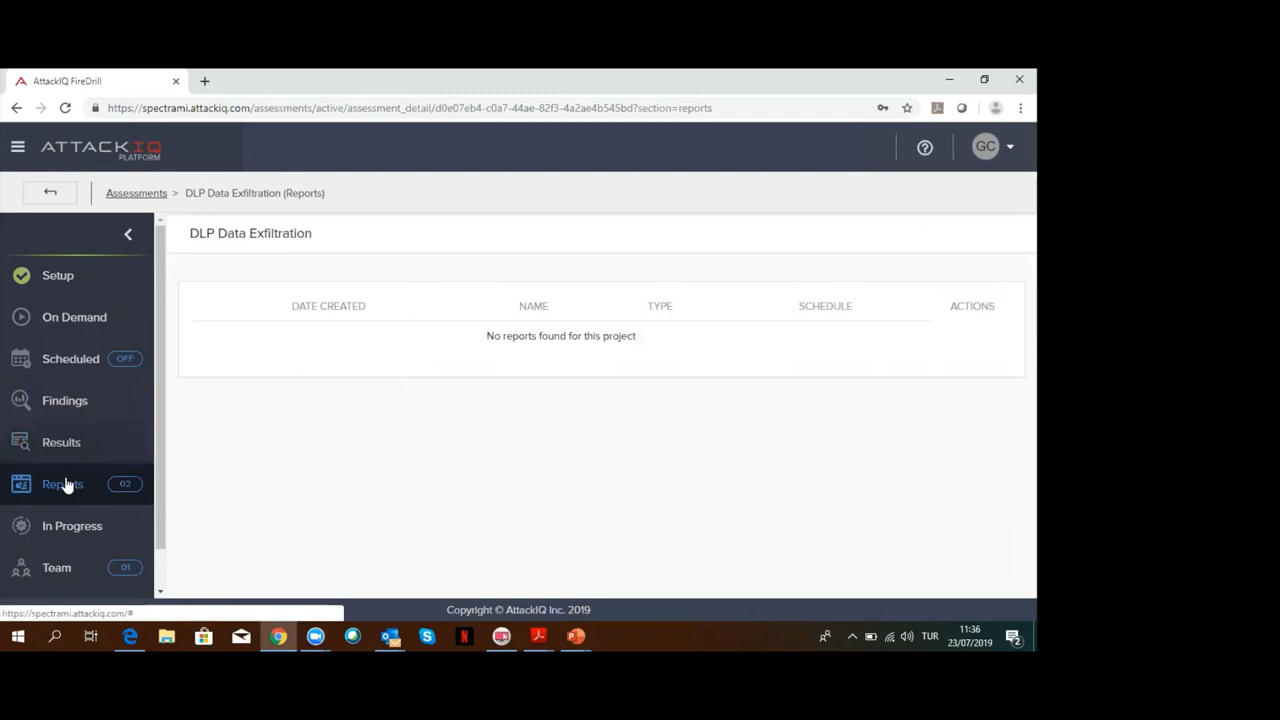 AttackIQ FireDrill
https://spectrami.attackiq.com/assessments/active/assessment_detail/d0e07eb4-c0a7-44ae-82f3-4a2ae4b545bd?section=reports
ATTACKIQ
PLATFORM
GC
Assessments > DLP Data Exfiltration (Reports)
DLP Data Exfiltration
Setup
On Demand
Scheduled OFF
Findings
Results
Reports 02
In Progress
Team 01
DATE CREATED NAME TYPE SCHEDULE ACTIONS
No reports found for this project
https://spectrami.attackiq.com/#
Copyright © AttackIQ Inc. 2019
TUR
11:36
23/07/2019
2